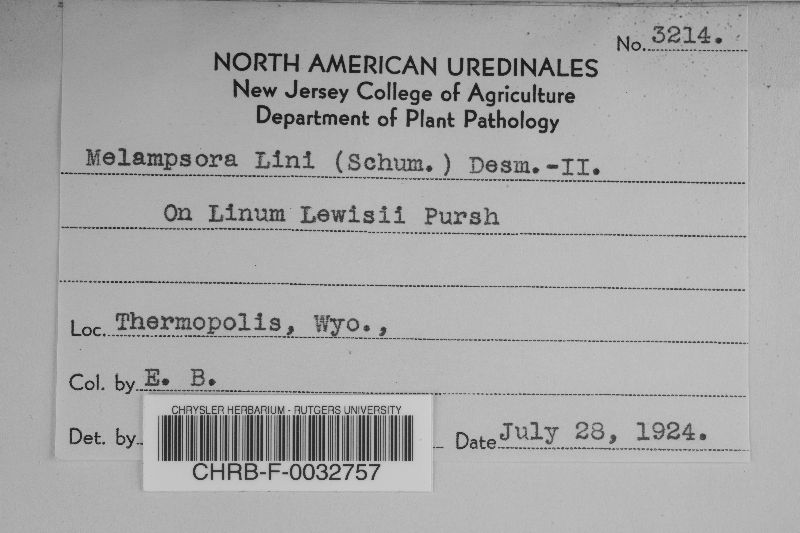 No. 3214.
NORTH AMERICAN UREDINALES
New Jersey College of Agriculture
Department of Plant Pathology
Melampsora Lini (Schum.) Desm.-II.
On Linum Lewisii Pursh
Loc. Thermopolis, Wyo.,
Col. by E. B.
Det. by
Date July 28, 1924.
CHRYSLER HERBARIUM - RUTGERS UNIVERSITY
CHRB-F-0032757